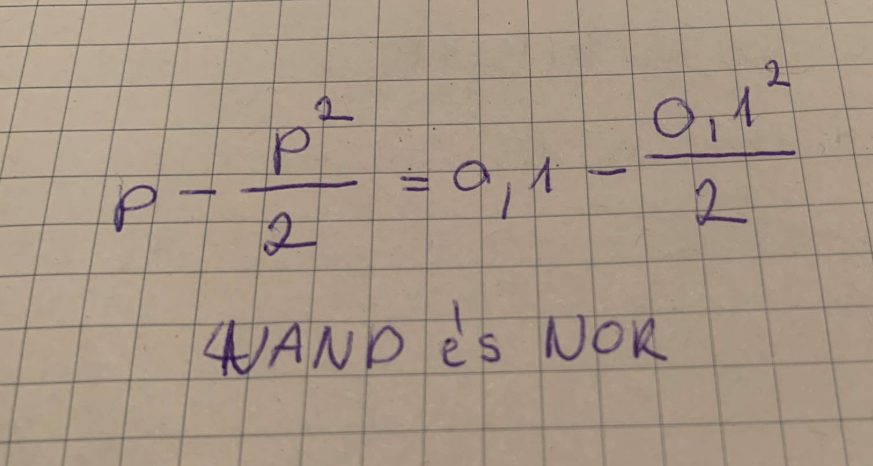 p - p²/2 = 0,1 - 0,1²/2
NAND és NOR